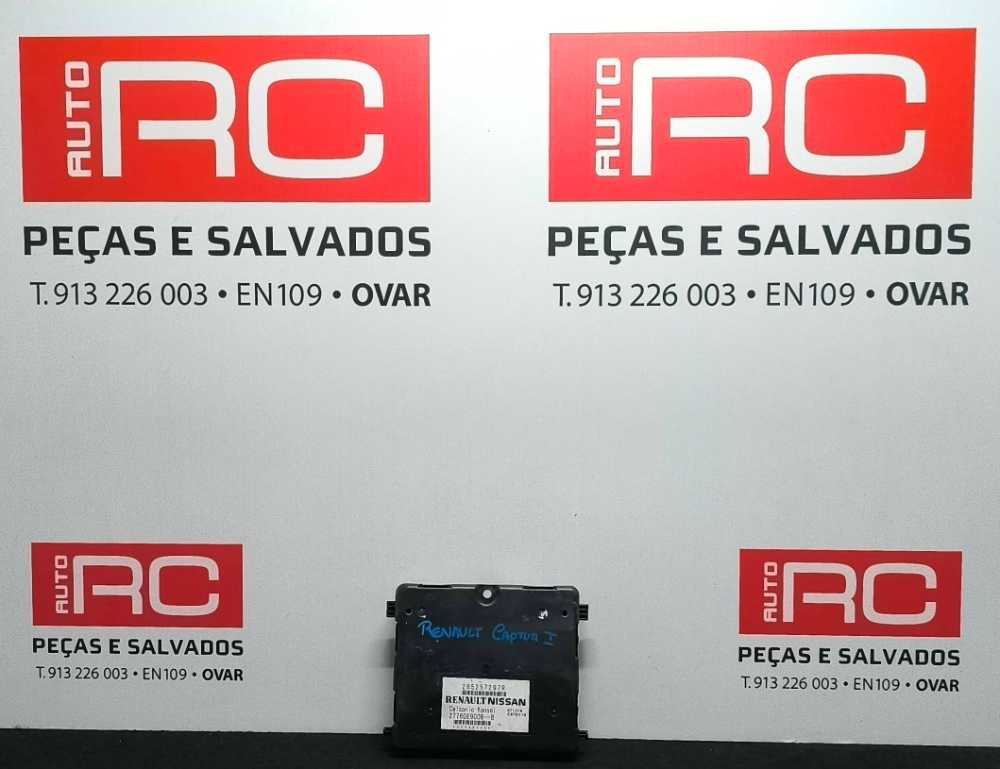 AUTO RC
PEÇAS E SALVADOS
T. 913 226 003 • EN109 • OVAR
AUTO RC
PEÇAS E SALVADOS
T. 913 226 003 • EN109 • OVAR
AUTO RC
PEÇAS E SALVADOS
T. 913 226 003 • EN109 • OVAR
AUTO RC
PEÇAS E SALVADOS
T. 913 226 003 • EN109 • OVAR
RENAULT CAPTUR I
RENAULT NISSAN